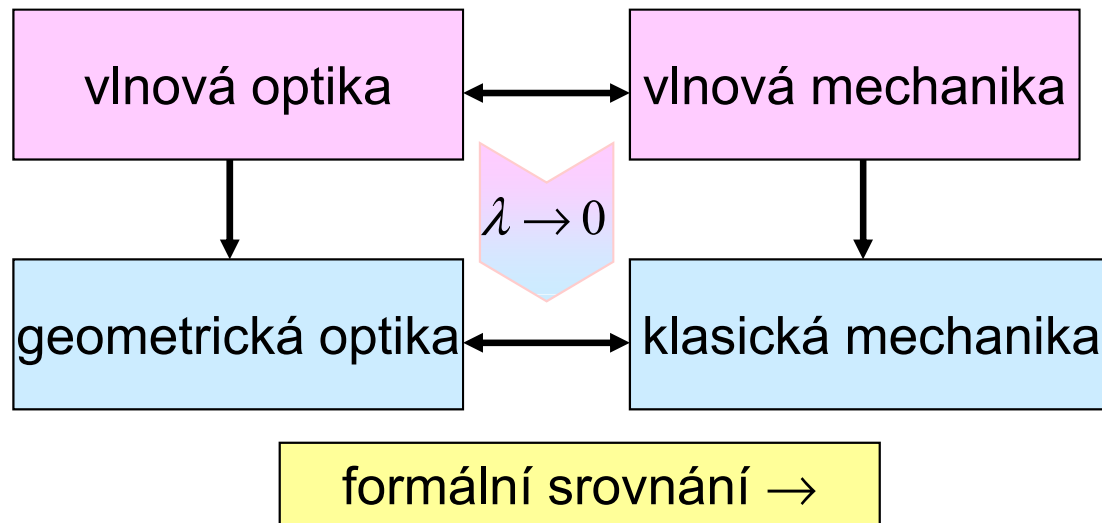 vlnová optika
vlnová mechanika
λ → 0
geometrická optika
klasická mechanika
formální srovnání →